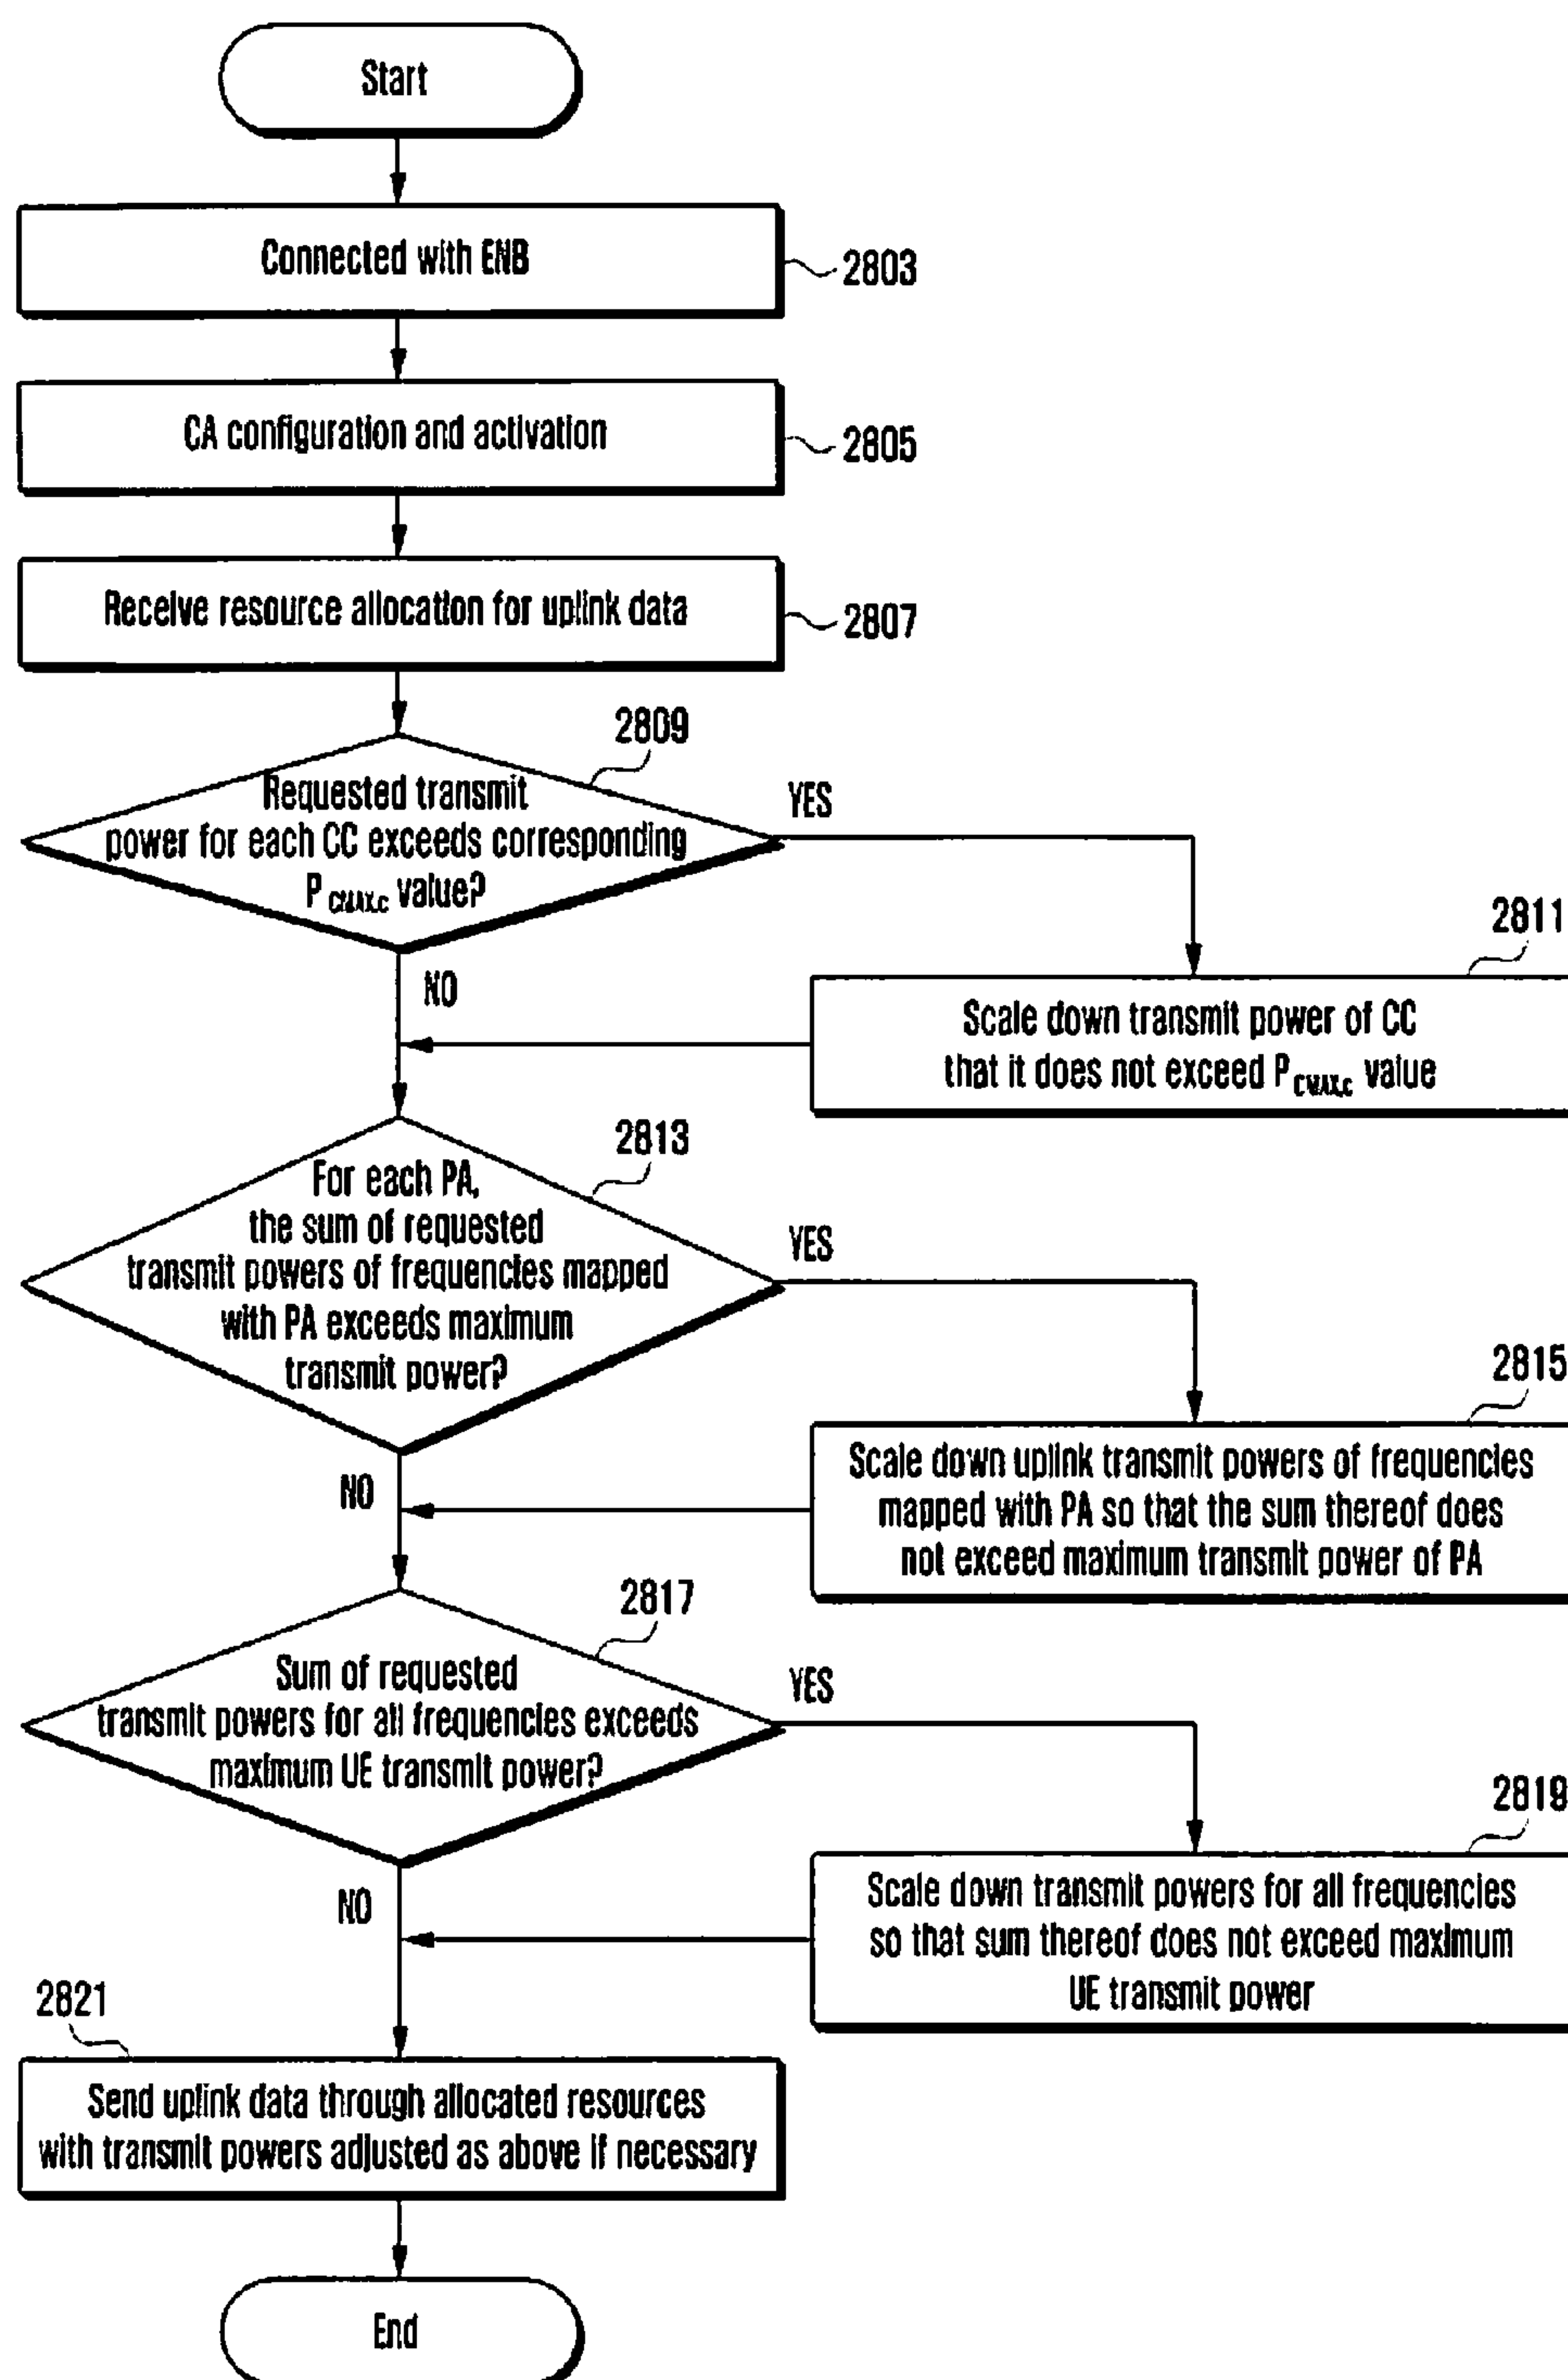 Start
Connected with ENB
2803
CA configuration and activation
2805
Receive resource allocation for uplink data
2807
2809
Requested transmit
power for each CC exceeds corresponding
P CMAX,c value?
YES
NO
2811
Scale down transmit power of CC
that it does not exceed P CMAX,c value
2813
For each PA,
the sum of requested
transmit powers of frequencies mapped
with PA exceeds maximum
transmit power?
YES
NO
2815
Scale down uplink transmit powers of frequencies
mapped with PA so that the sum thereof does
not exceed maximum transmit power of PA
2817
Sum of requested
transmit powers for all frequencies exceeds
maximum UE transmit power?
YES
NO
2819
Scale down transmit powers for all frequencies
so that sum thereof does not exceed maximum
UE transmit power
2821
Send uplink data through allocated resources
with transmit powers adjusted as above if necessary
End